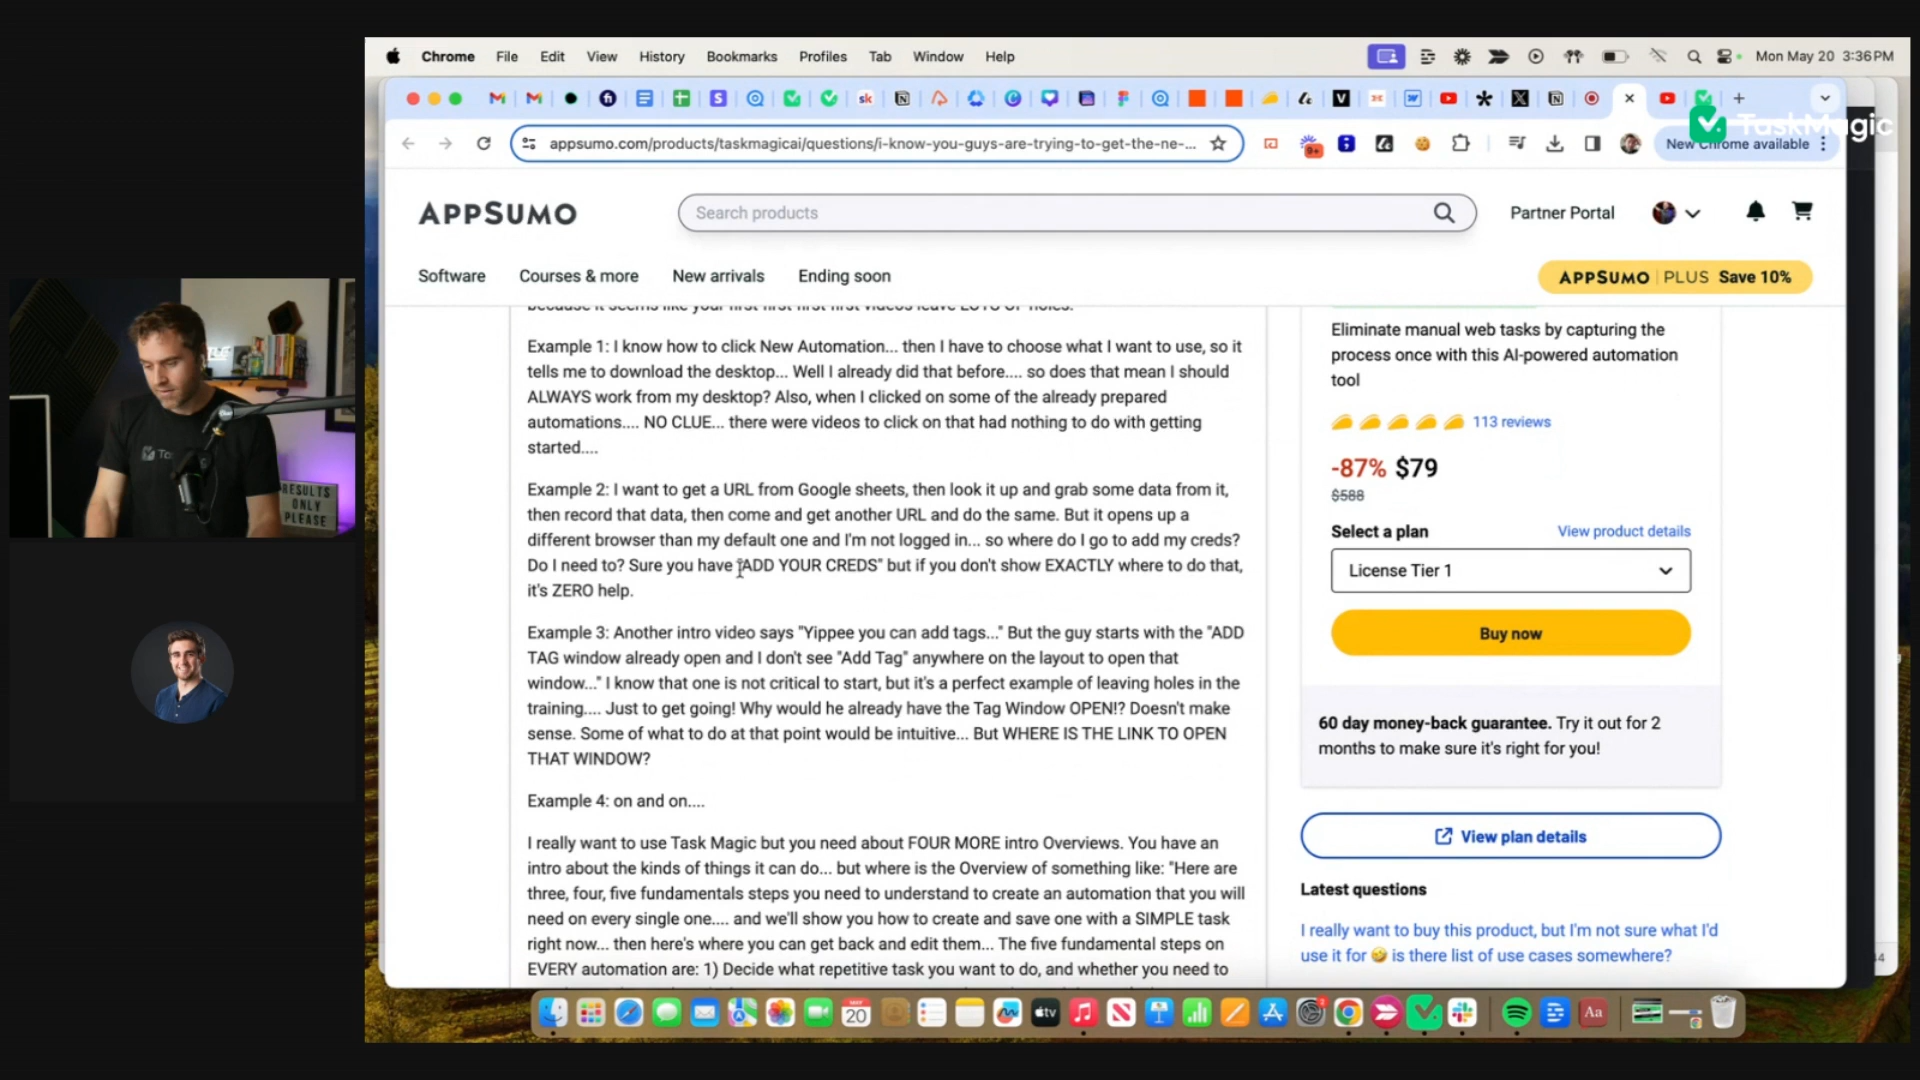 Chrome File Edit View History Bookmarks Profiles Tab Window Help
Mon May 20 3:36 PM
TaskMagic
appsumo.com/products/taskmagicai/questions/i-know-you-guys-are-trying-to-get-the-ne-...
9+
New Chrome available
APPSUMO
Search products
Partner Portal
Software Courses & more New arrivals Ending soon
APPSUMO | PLUS Save 10%
because it seems like your first first first first videos leave LOTS OF holes.
Example 1: I know how to click New Automation... then I have to choose what I want to use, so it
tells me to download the desktop... Well I already did that before.... so does that mean I should
ALWAYS work from my desktop? Also, when I clicked on some of the already prepared
automations.... NO CLUE... there were videos to click on that had nothing to do with getting
started....
Example 2: I want to get a URL from Google sheets, then look it up and grab some data from it,
then record that data, then come and get another URL and do the same. But it opens up a
different browser than my default one and I'm not logged in... so where do I go to add my creds?
Do I need to? Sure you have "ADD YOUR CREDS" but if you don't show EXACTLY where to do that,
it's ZERO help.
Example 3: Another intro video says "Yippee you can add tags..." But the guy starts with the "ADD
TAG window already open and I don't see "Add Tag" anywhere on the layout to open that
window..." I know that one is not critical to start, but it's a perfect example of leaving holes in the
training.... Just to get going! Why would he already have the Tag Window OPEN!? Doesn't make
sense. Some of what to do at that point would be intuitive... But WHERE IS THE LINK TO OPEN
THAT WINDOW?
Example 4: on and on....
I really want to use Task Magic but you need about FOUR MORE intro Overviews. You have an
intro about the kinds of things it can do... but where is the Overview of something like: "Here are
three, four, five fundamentals steps you need to understand to create an automation that you will
need on every single one.... and we'll show you how to create and save one with a SIMPLE task
right now... then here's where you can get back and edit them... The five fundamental steps on
EVERY automation are: 1) Decide what repetitive task you want to do, and whether you need to
Eliminate manual web tasks by capturing the
process once with this AI-powered automation
tool
113 reviews
-87% $79
$588
Select a plan View product details
License Tier 1
Buy now
60 day money-back guarantee. Try it out for 2
months to make sure it's right for you!
View plan details
Latest questions
I really want to buy this product, but I'm not sure what I'd
use it for 🤣 is there list of use cases somewhere?
RESULTS
ONLY
PLEASE
20
tv
Aa